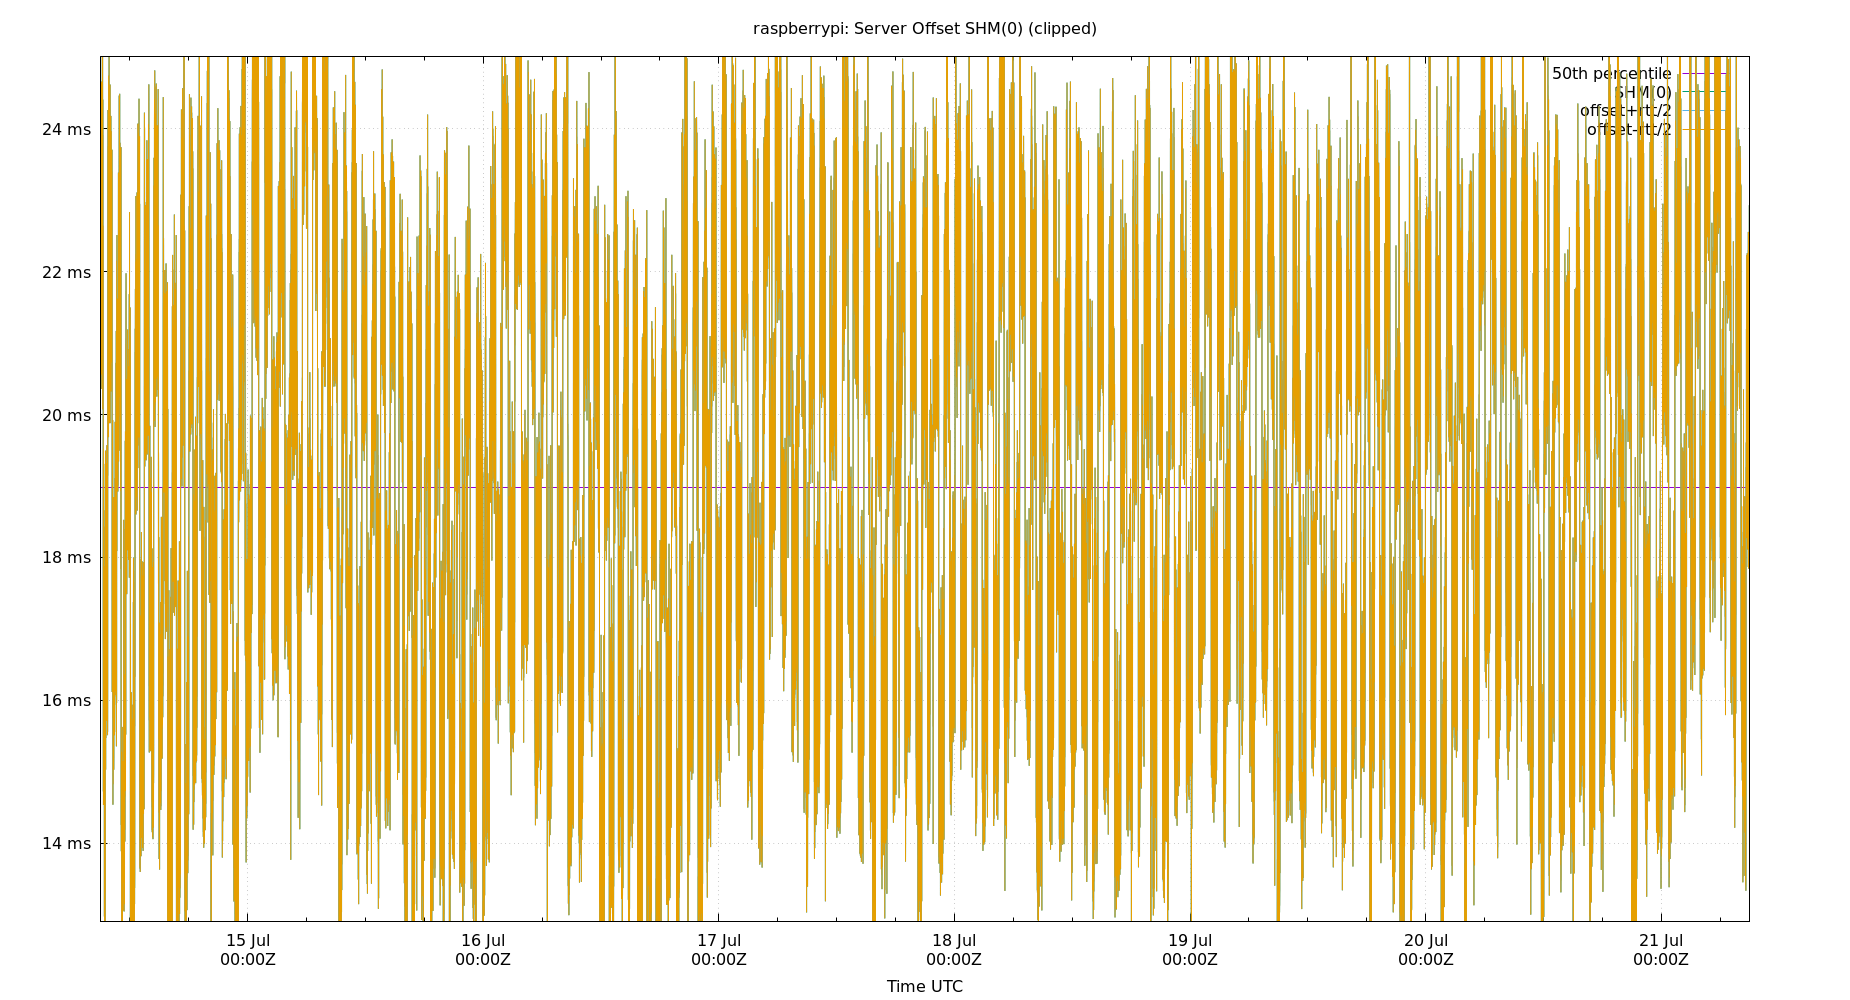 raspberrypi: Server Offset SHM(0) (clipped)
50th percentile
SHM(0)
offset+rtt/2
offset-rtt/2
24 ms
22 ms
20 ms
18 ms
16 ms
14 ms
15 Jul 16 Jul 17 Jul 18 Jul 19 Jul 20 Jul 21 Jul
00:00Z 00:00Z 00:00Z 00:00Z 00:00Z 00:00Z 00:00Z
Time UTC